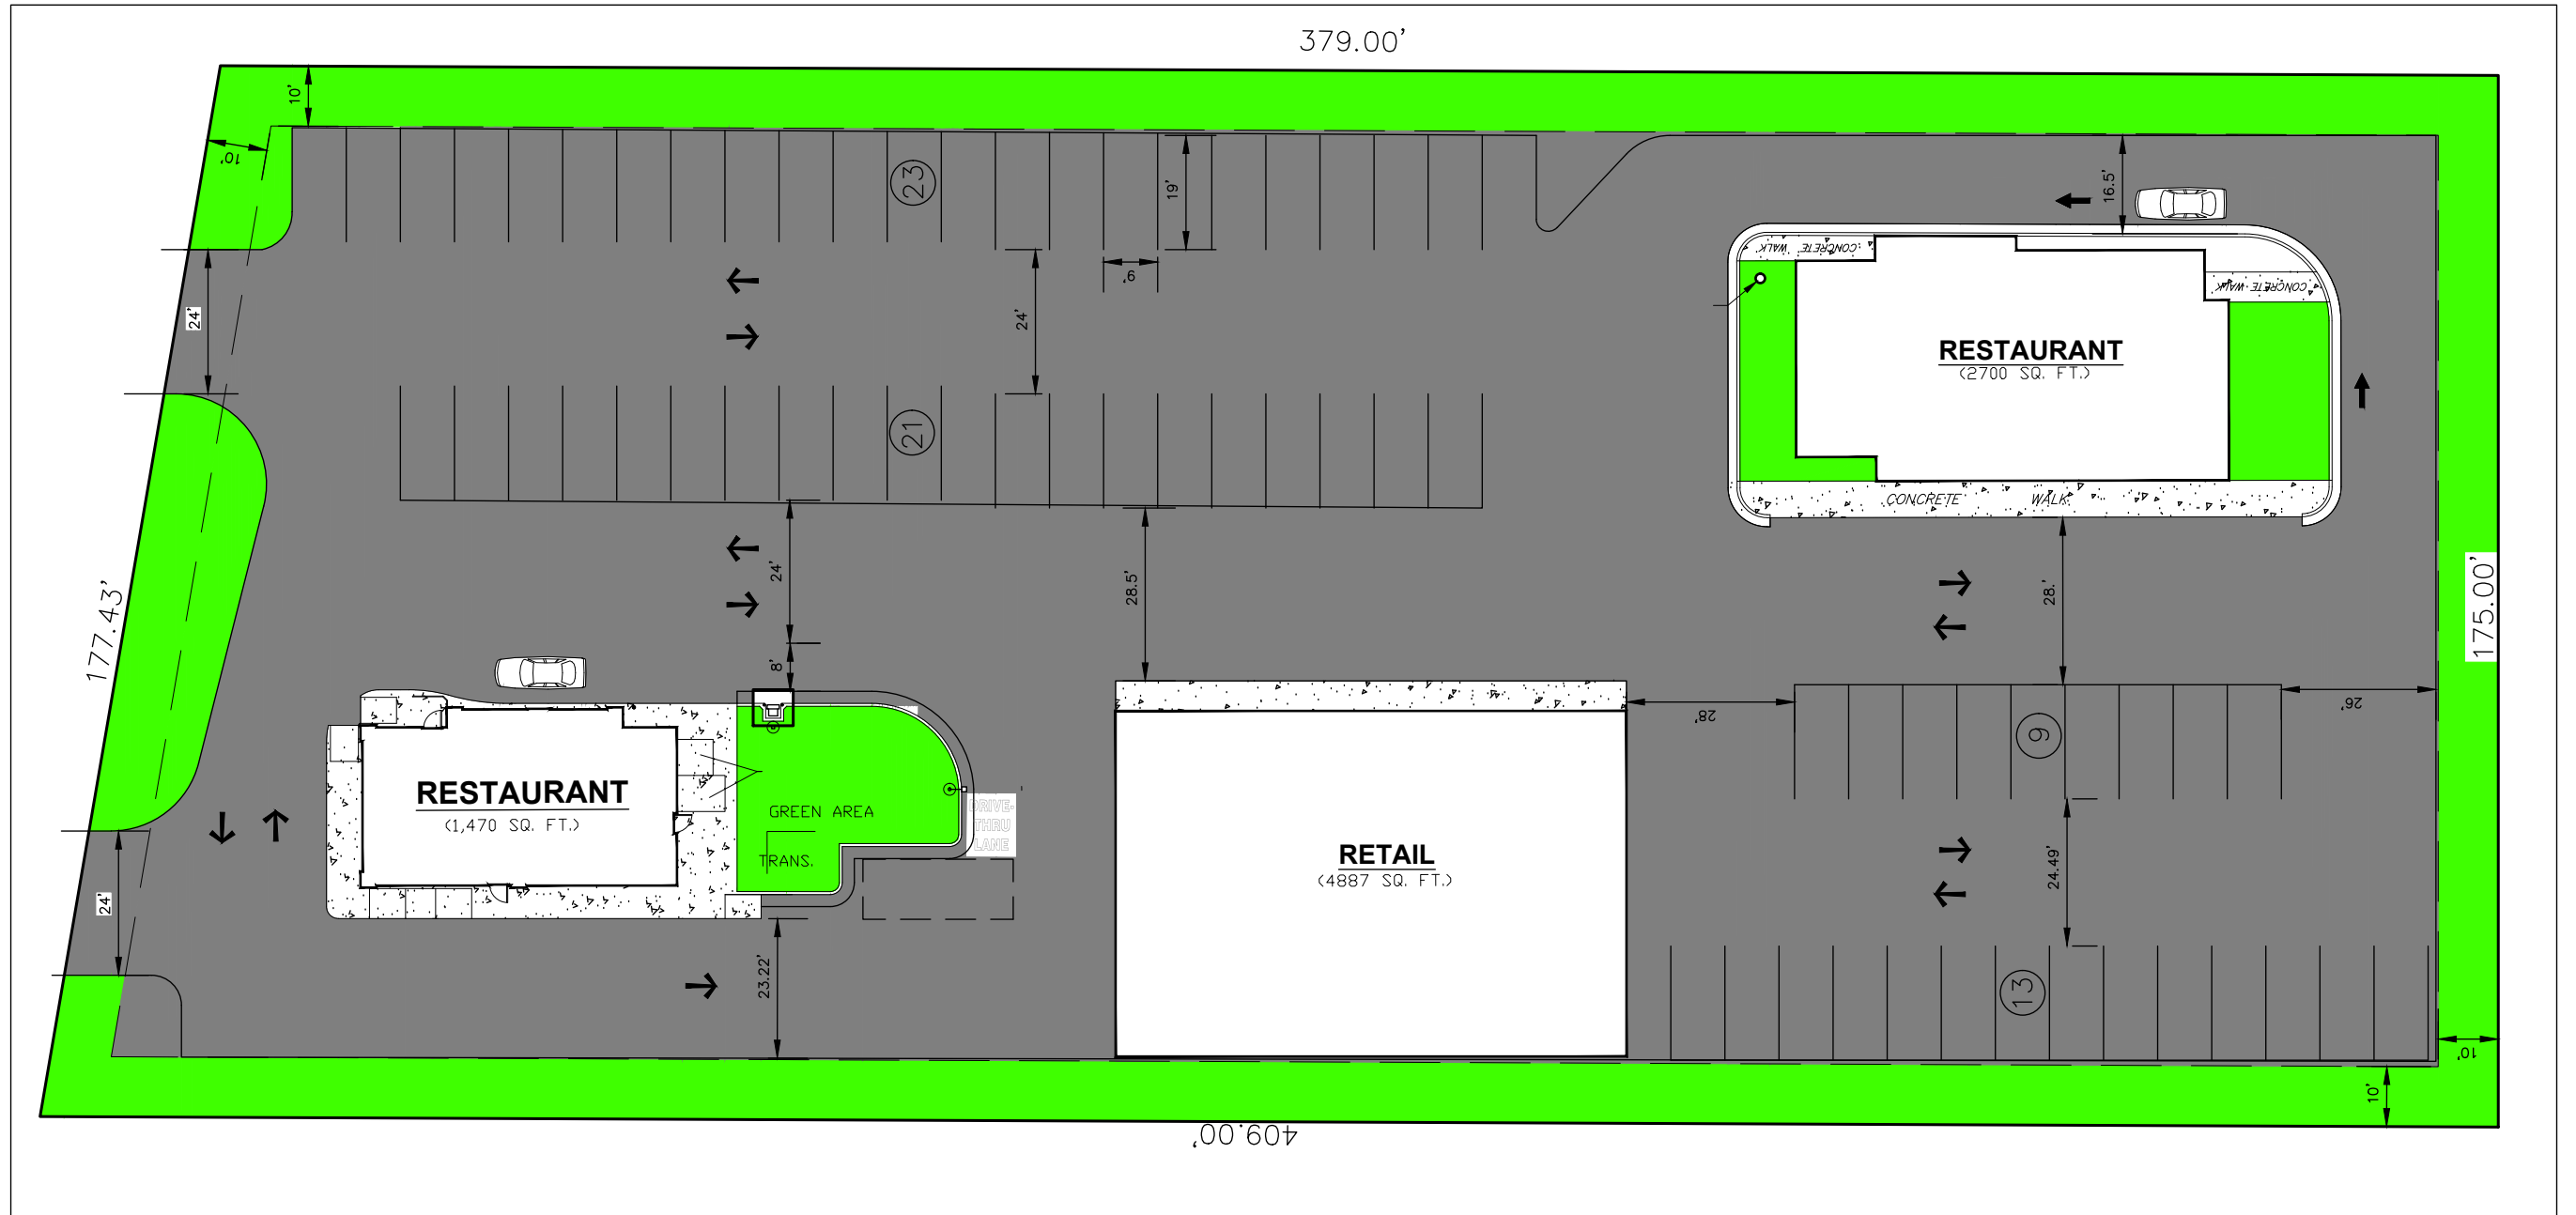 379.00'
10'
10'
23
19'
16.5'
CONCRETE WALK
9'
24'
24'
CONCRETE WALK
RESTAURANT
(2700 SQ. FT.)
21
CONCRETE WALK
24'
28.5'
28.'
177.43'
175.00'
8'
28'
26'
9
RESTAURANT
(1,470 SQ. FT.)
GREEN AREA
DRIVE-
THRU
LANE
TRANS.
RETAIL
(4887 SQ. FT.)
24.49'
24'
23.22'
13
10'
10'
409.00'